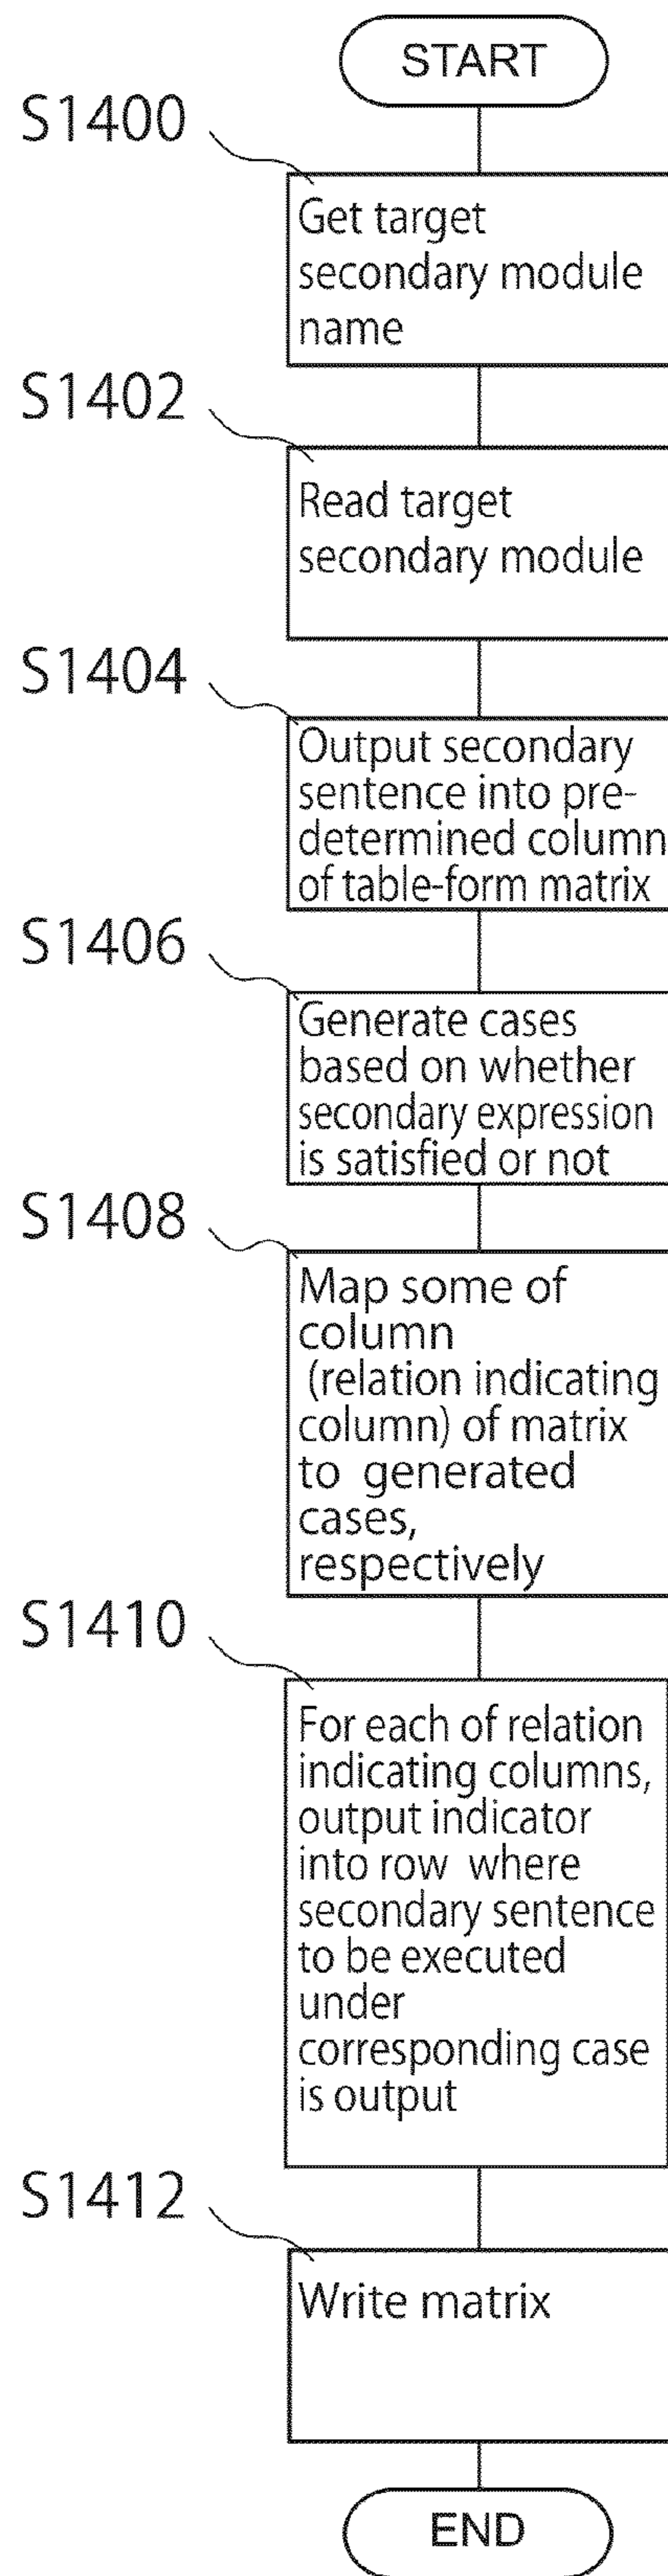 START
S1400
Get target
secondary module
name
S1402
Read target
secondary module
S1404
Output secondary
sentence into pre-
determined column
of table-form matrix
S1406
Generate cases
based on whether
secondary expression
is satisfied or not
S1408
Map some of
column
(relation indicating
column) of matrix
to generated
cases,
respectively
S1410
For each of relation
indicating columns,
output indicator
into row where
secondary sentence
to be executed
under
corresponding case
is output
S1412
Write matrix
END